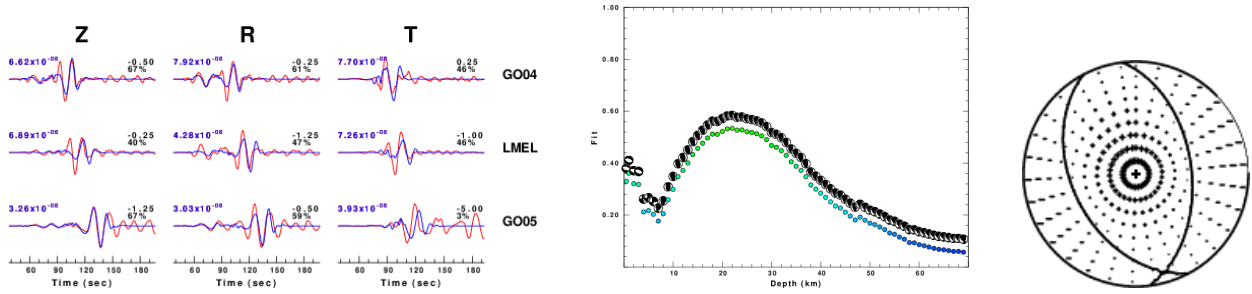 Z R T
6.62x10^-06 -0.50 67% 7.92x10^-06 -0.25 61% 7.70x10^-06 0.25 46% GO04
6.89x10^-06 -0.25 40% 4.28x10^-06 -1.25 47% 7.26x10^-06 -1.00 46% LMEL
3.26x10^-06 -1.25 67% 3.03x10^-06 -0.50 59% 3.93x10^-06 -5.00 3% GO05
60 90 120 150 180 60 90 120 150 180 60 90 120 150 180
Time (sec) Time (sec) Time (sec)
1.00
0.80
0.60
Fit
0.40
0.20
10 20 30 40 50 60
Depth (km)